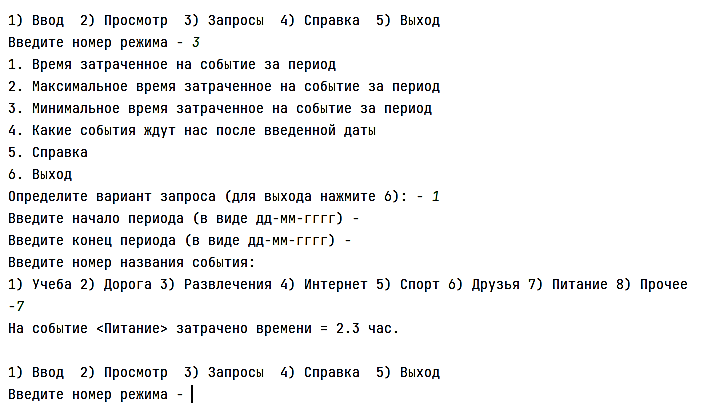 1) Ввод  2) Просмотр  3) Запросы  4) Справка  5) Выход
Введите номер режима - 3
1. Время затраченное на событие за период
2. Максимальное время затраченное на событие за период
3. Минимальное время затраченное на событие за период
4. Какие события ждут нас после введенной даты
5. Справка
6. Выход
Определите вариант запроса (для выхода нажмите 6): - 1
Введите начало периода (в виде дд-мм-гггг) -
Введите конец периода (в виде дд-мм-гггг) -
Введите номер названия события:
1) Учеба 2) Дорога 3) Развлечения 4) Интернет 5) Спорт 6) Друзья 7) Питание 8) Прочее
-7
На событие <Питание> затрачено времени = 2.3 час.
1) Ввод  2) Просмотр  3) Запросы  4) Справка  5) Выход
Введите номер режима -